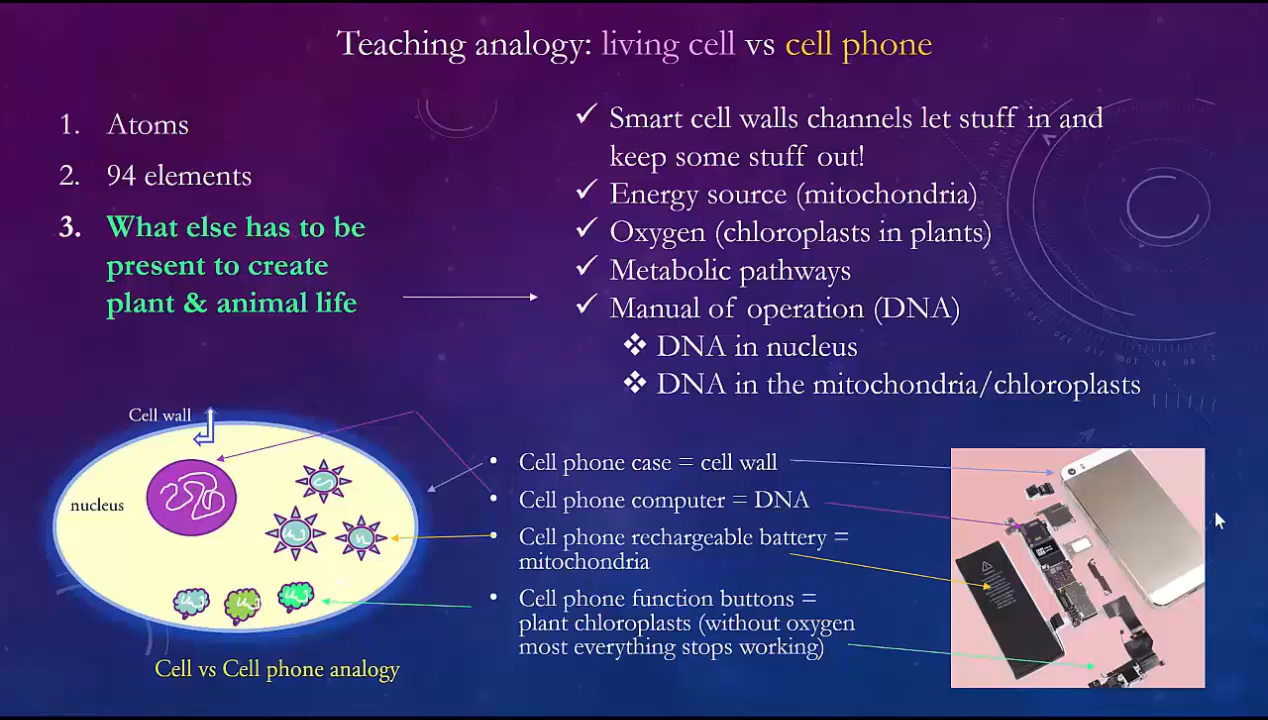 Teaching analogy: living cell vs cell phone
1. Atoms
2. 94 elements
3. What else has to be
present to create
plant & animal life
✓ Smart cell walls channels let stuff in and
keep some stuff out!
✓ Energy source (mitochondria)
✓ Oxygen (chloroplasts in plants)
✓ Metabolic pathways
✓ Manual of operation (DNA)
❖ DNA in nucleus
❖ DNA in the mitochondria/chloroplasts
Cell wall
nucleus
Cell vs Cell phone analogy
• Cell phone case = cell wall
• Cell phone computer = DNA
• Cell phone rechargeable battery =
mitochondria
• Cell phone function buttons =
plant chloroplasts (without oxygen
most everything stops working)